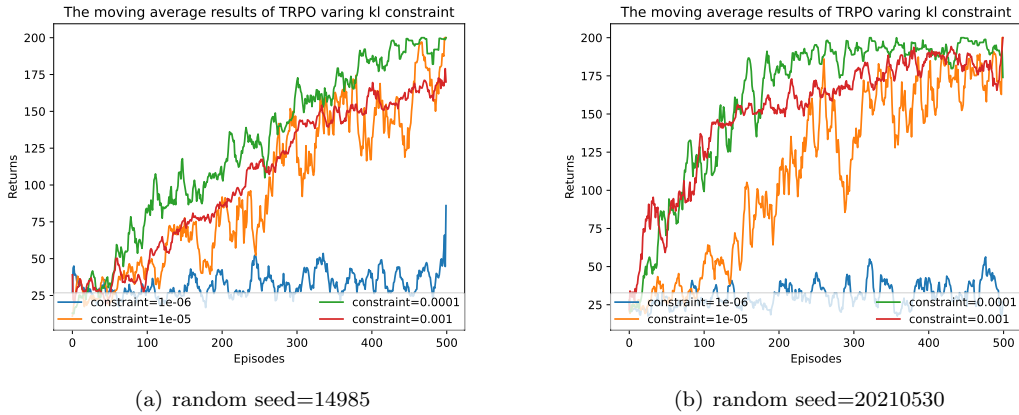 The moving average results of TRPO varing kl constraint
Returns
200
175
150
125
100
75
50
25
constraint=1e-06
constraint=1e-05
constraint=0.0001
constraint=0.001
0
100
200
300
400
500
Episodes
(a) random seed=14985
The moving average results of TRPO varing kl constraint
Returns
200
175
150
125
100
75
50
25
constraint=1e-06
constraint=1e-05
constraint=0.0001
constraint=0.001
0
100
200
300
400
500
Episodes
(b) random seed=20210530